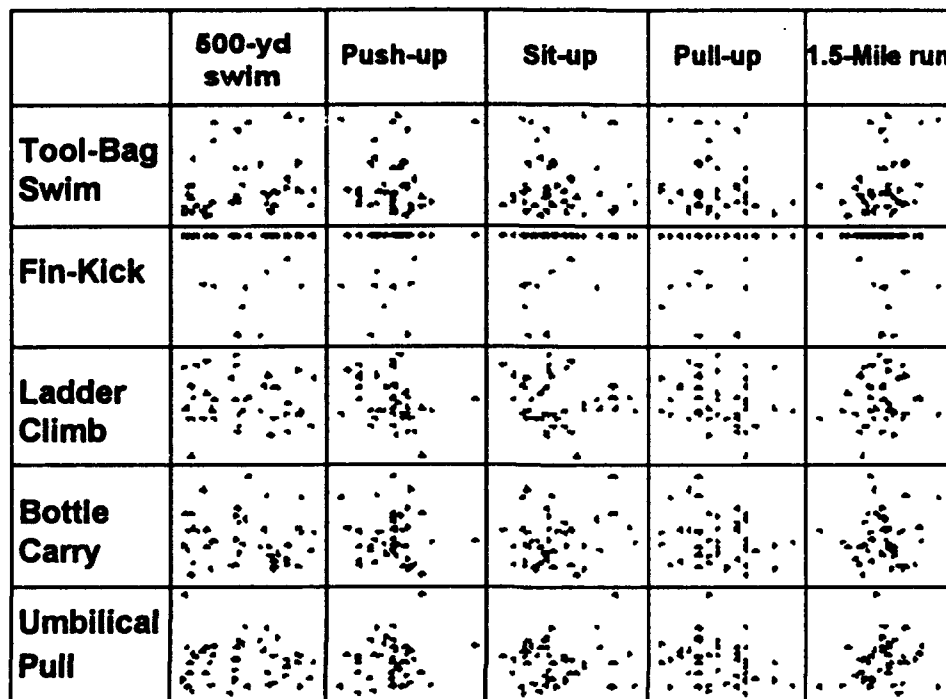 500-yd
swim
Push-up
Sit-up
Pull-up
1.5-Mile run
Tool-Bag
Swim
Fin-Kick
Ladder
Climb
Bottle
Carry
Umbilical
Pull